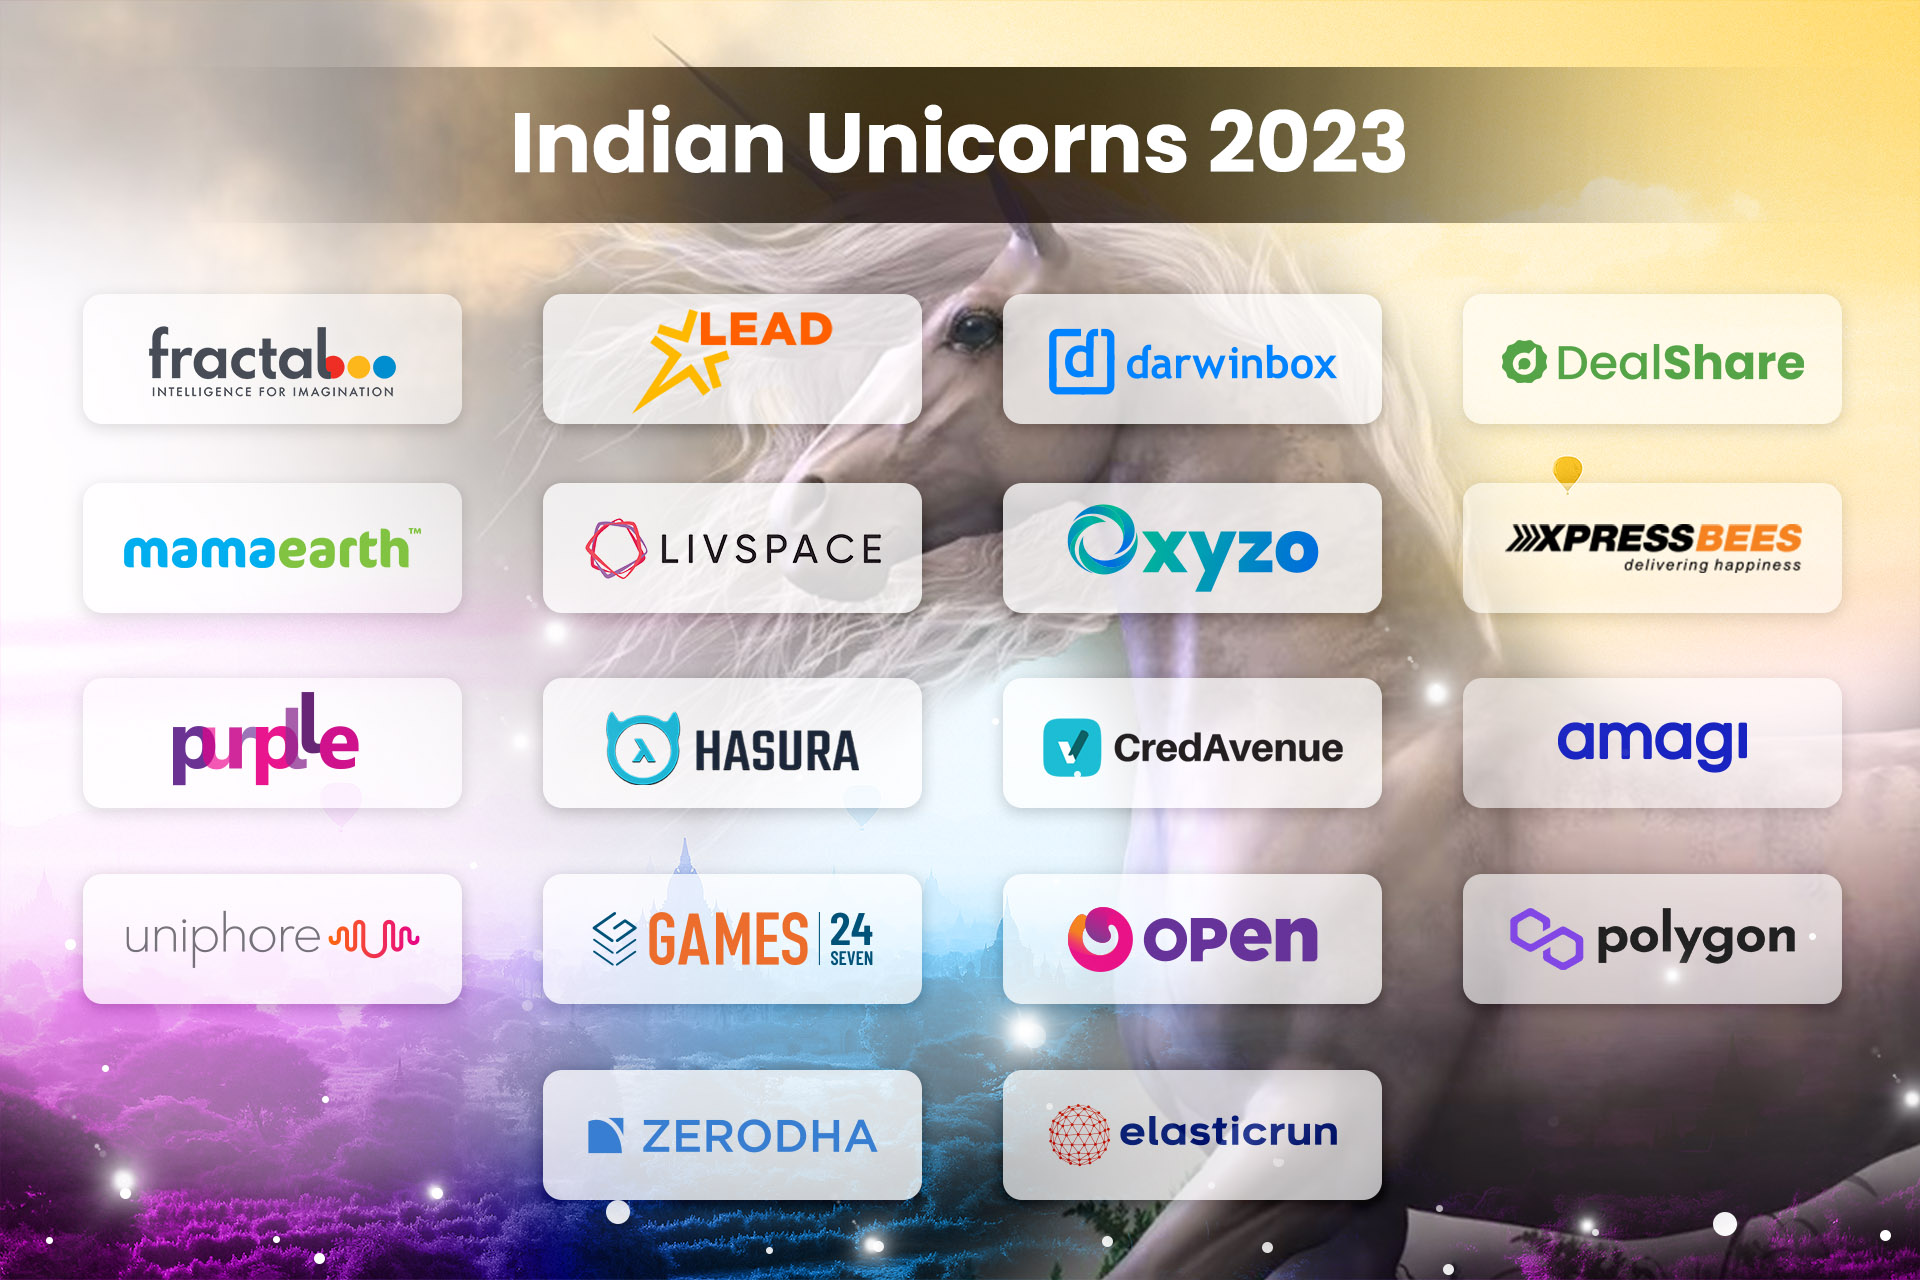 Indian Unicorns 2023
fractal
INTELLIGENCE FOR IMAGINATION
LEAD
darwinbox
DealShare
mamaearth™
LIVSPACE
Oxyzo
XPRESSBEES
delivering happiness
purplle
HASURA
CredAvenue
amagi
uniphore
GAMES 24
SEVEN
OPEN
polygon
ZERODHA
elasticrun